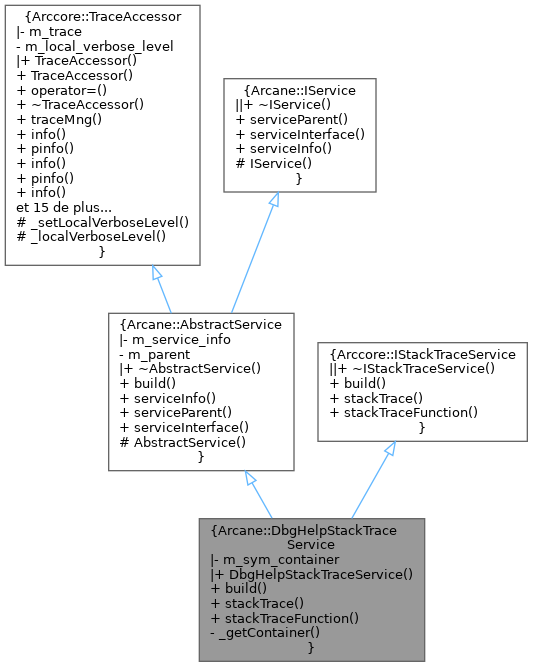 {Arccore::TraceAccessor
|- m_trace
- m_local_verbose_level
|+ TraceAccessor()
+ TraceAccessor()
+ operator=()
+ ~TraceAccessor()
+ traceMng()
+ info()
+ pinfo()
+ info()
+ pinfo()
+ info()
et 15 de plus...
# _setLocalVerboseLevel()
# _localVerboseLevel()
}
{Arcane::IService
||+ ~IService()
+ serviceParent()
+ serviceInterface()
+ serviceInfo()
# IService()
}
{Arcane::AbstractService
|- m_service_info
- m_parent
|+ ~AbstractService()
+ build()
+ serviceInfo()
+ serviceParent()
+ serviceInterface()
# AbstractService()
}
{Arccore::IStackTraceService
||+ ~IStackTraceService()
+ build()
+ stackTrace()
+ stackTraceFunction()
}
{Arcane::DbgHelpStackTrace
Service
|- m_sym_container
|+ DbgHelpStackTraceService()
+ build()
+ stackTrace()
+ stackTraceFunction()
- _getContainer()
}